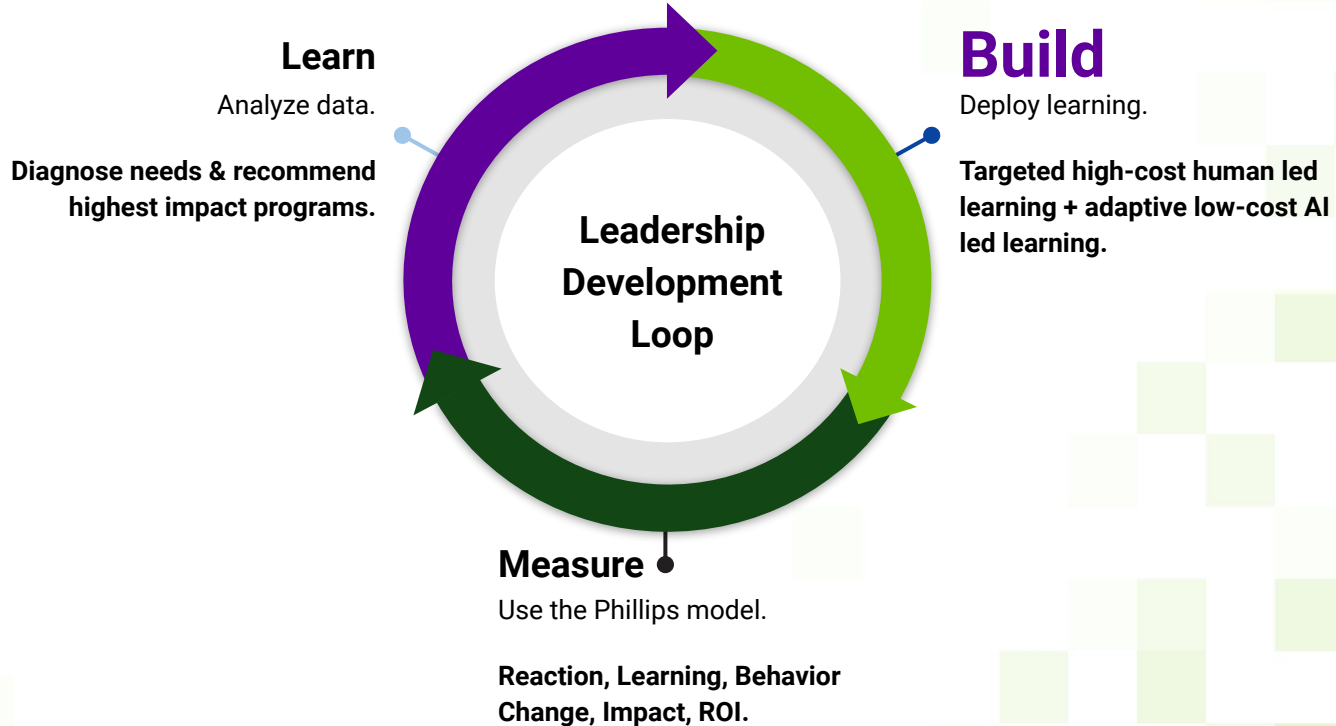 Learn
Analyze data.
Diagnose needs & recommend
highest impact programs.
Build
Deploy learning.
Targeted high-cost human led
learning + adaptive low-cost AI
led learning.
Leadership
Development
Loop
Measure
Use the Phillips model.
Reaction, Learning, Behavior
Change, Impact, ROI.